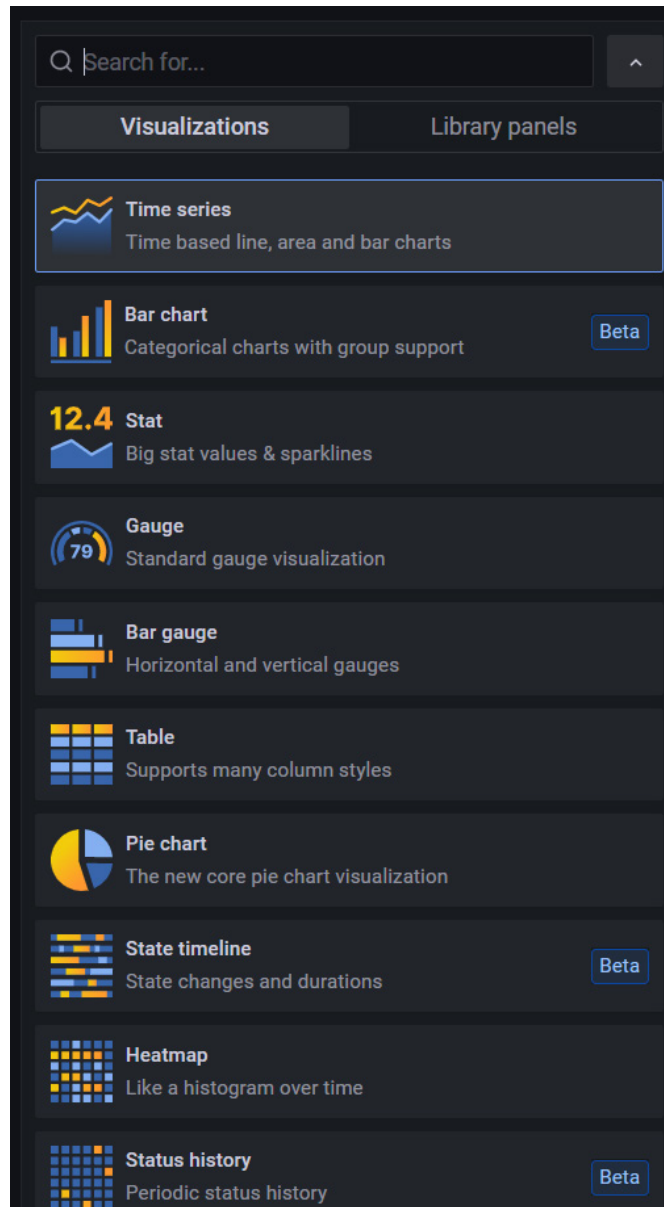 Search for...
Visualizations
Library panels
Time series
Time based line, area and bar charts
Bar chart
Categorical charts with group support
Beta
12.4
Stat
Big stat values & sparklines
79
Gauge
Standard gauge visualization
Bar gauge
Horizontal and vertical gauges
Table
Supports many column styles
Pie chart
The new core pie chart visualization
State timeline
State changes and durations
Beta
Heatmap
Like a histogram over time
Status history
Periodic status history
Beta